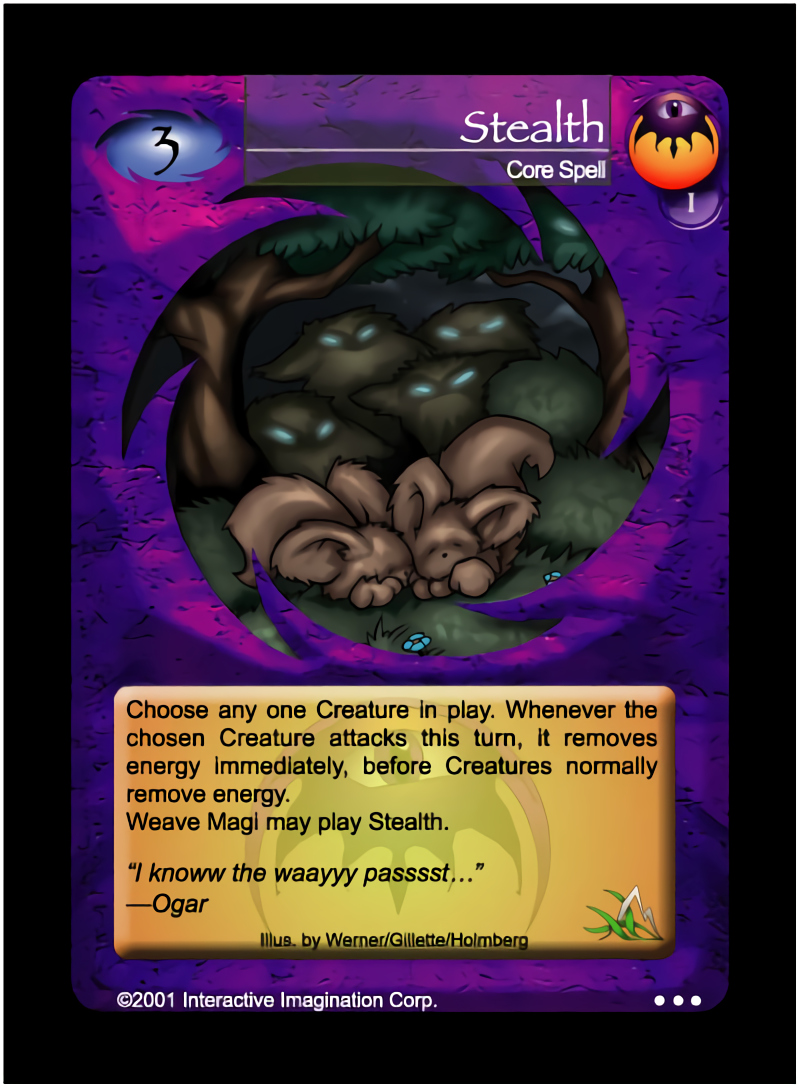 3
Stealth
Core Spell
I
Choose any one Creature in play. Whenever the
chosen Creature attacks this turn, it removes
energy immediately, before Creatures normally
remove energy.
Weave Magi may play Stealth.
“I knoww the waayyy passsst…”
—Ogar
Illus. by Werner/Gillette/Holmberg
©2001 Interactive Imagination Corp.